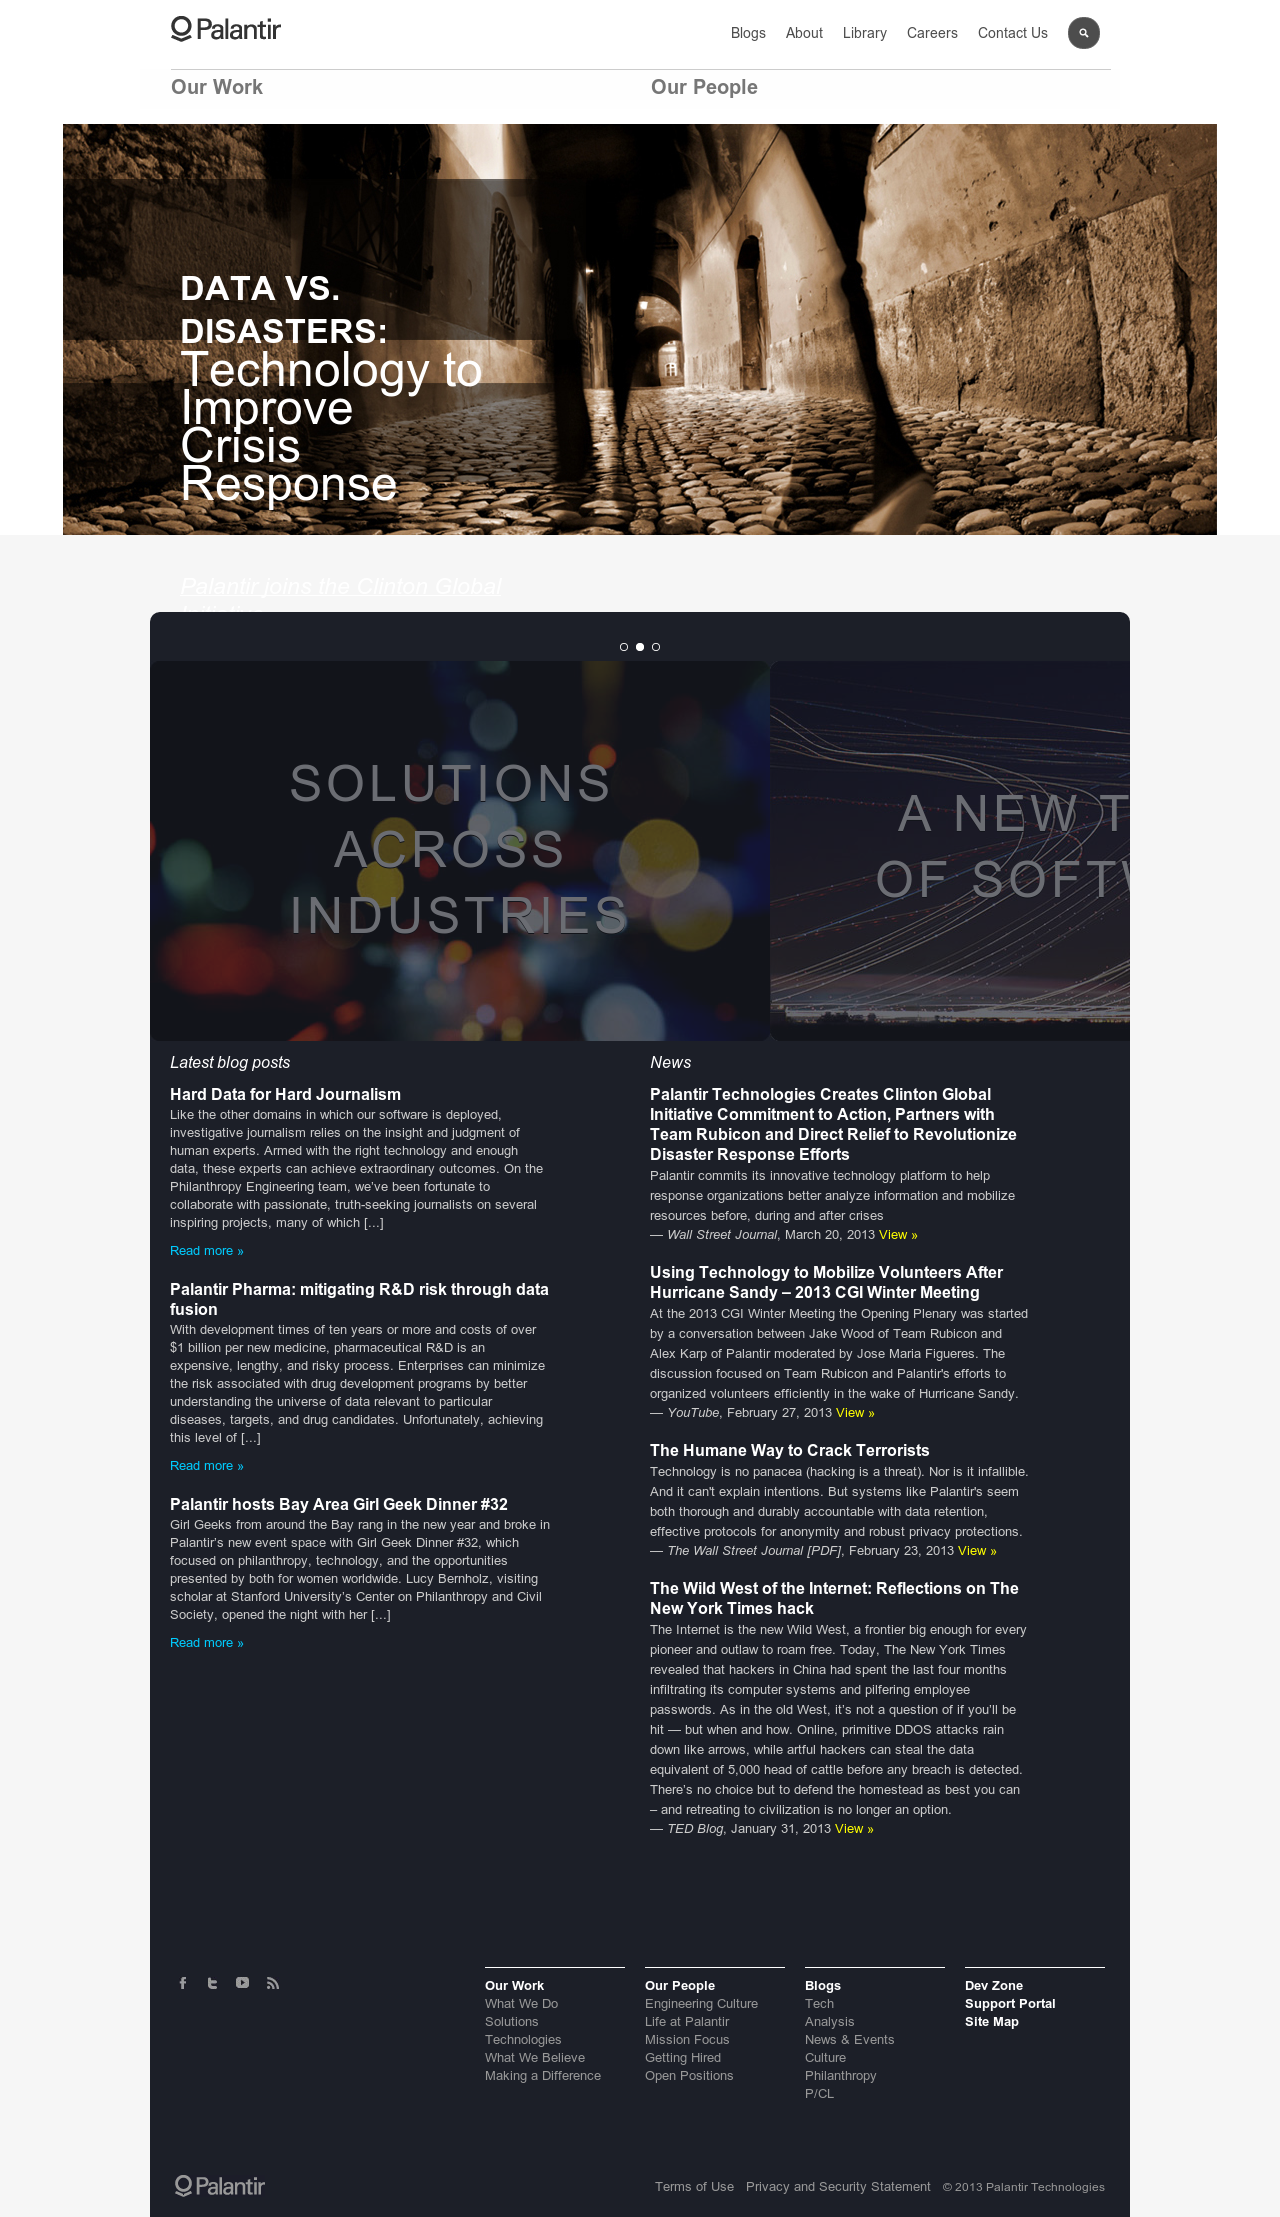 Palantir
Blogs About Library Careers Contact Us
Our Work
Our People
DATA VS.
DISASTERS:
Technology to
Improve
Crisis
Response
Palantir joins the Clinton Global
SOLUTIONS
ACROSS
INDUSTRIES
A NEW T
OF SOFTW
Latest blog posts
Hard Data for Hard Journalism
Like the other domains in which our software is deployed,
investigative journalism relies on the insight and judgment of
human experts. Armed with the right technology and enough
data, these experts can achieve extraordinary outcomes. On the
Philanthropy Engineering team, we've been fortunate to
collaborate with passionate, truth-seeking journalists on several
inspiring projects, many of which [...]
Read more »
Palantir Pharma: mitigating R&D risk through data
fusion
With development times of ten years or more and costs of over
$1 billion per new medicine, pharmaceutical R&D is an
expensive, lengthy, and risky process. Enterprises can minimize
the risk associated with drug development programs by better
understanding the universe of data relevant to particular
diseases, targets, and drug candidates. Unfortunately, achieving
this level of [...]
Read more »
Palantir hosts Bay Area Girl Geek Dinner #32
Girl Geeks from around the Bay rang in the new year and broke in
Palantir's new event space with Girl Geek Dinner #32, which
focused on philanthropy, technology, and the opportunities
presented by both for women worldwide. Lucy Bernholz, visiting
scholar at Stanford University's Center on Philanthropy and Civil
Society, opened the night with her [...]
Read more »
News
Palantir Technologies Creates Clinton Global
Initiative Commitment to Action, Partners with
Team Rubicon and Direct Relief to Revolutionize
Disaster Response Efforts
Palantir commits its innovative technology platform to help
response organizations better analyze information and mobilize
resources before, during and after crises
— Wall Street Journal, March 20, 2013 View »
Using Technology to Mobilize Volunteers After
Hurricane Sandy – 2013 CGI Winter Meeting
At the 2013 CGI Winter Meeting the Opening Plenary was started
by a conversation between Jake Wood of Team Rubicon and
Alex Karp of Palantir moderated by Jose Maria Figueres. The
discussion focused on Team Rubicon and Palantir's efforts to
organized volunteers efficiently in the wake of Hurricane Sandy.
— YouTube, February 27, 2013 View »
The Humane Way to Crack Terrorists
Technology is no panacea (hacking is a threat). Nor is it infallible.
And it can't explain intentions. But systems like Palantir's seem
both thorough and durably accountable with data retention,
effective protocols for anonymity and robust privacy protections.
— The Wall Street Journal [PDF], February 23, 2013 View »
The Wild West of the Internet: Reflections on The
New York Times hack
The Internet is the new Wild West, a frontier big enough for every
pioneer and outlaw to roam free. Today, The New York Times
revealed that hackers in China had spent the last four months
infiltrating its computer systems and pilfering employee
passwords. As in the old West, it's not a question of if you'll be
hit — but when and how. Online, primitive DDOS attacks rain
down like arrows, while artful hackers can steal the data
equivalent of 5,000 head of cattle before any breach is detected.
There's no choice but to defend the homestead as best you can
– and retreating to civilization is no longer an option.
— TED Blog, January 31, 2013 View »
Our Work
What We Do
Solutions
Technologies
What We Believe
Making a Difference
Our People
Engineering Culture
Life at Palantir
Mission Focus
Getting Hired
Open Positions
Blogs
Tech
Analysis
News & Events
Culture
Philanthropy
P/CL
Dev Zone
Support Portal
Site Map
Palantir
Terms of Use Privacy and Security Statement © 2013 Palantir Technologies